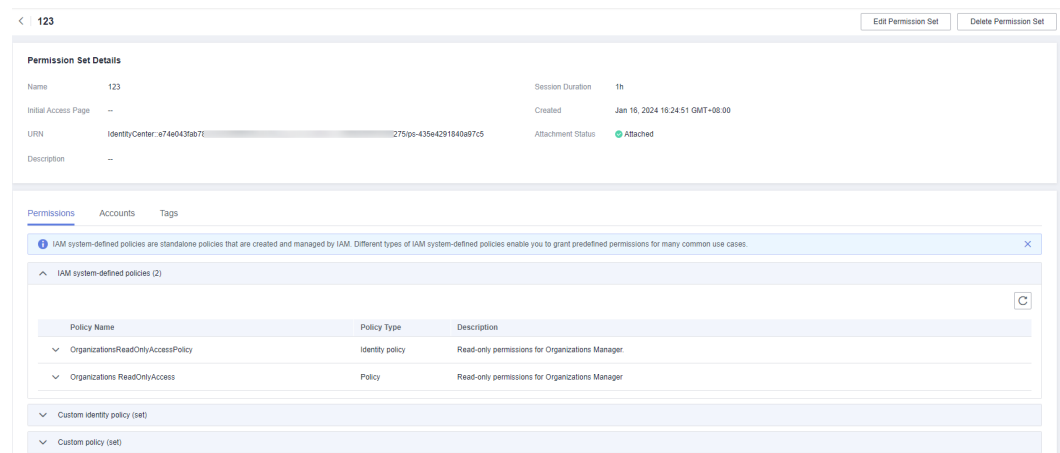 123 Edit Permission Set Delete Permission Set
Permission Set Details
Name 123 Session Duration 1h
Initial Access Page -- Created Jan 16, 2024 16:24:51 GMT+08:00
URN IdentityCenter::e74e043fab78 275/ps-435e4291840a97c5 Attachment Status Attached
Description --
Permissions Accounts Tags
IAM system-defined policies are standalone policies that are created and managed by IAM. Different types of IAM system-defined policies enable you to grant predefined permissions for many common use cases.
IAM system-defined policies (2)
Policy Name Policy Type Description
OrganizationsReadOnlyAccessPolicy Identity policy Read-only permissions for Organizations Manager.
Organizations ReadOnlyAccess Policy Read-only permissions for Organizations Manager
Custom identity policy (set)
Custom policy (set)